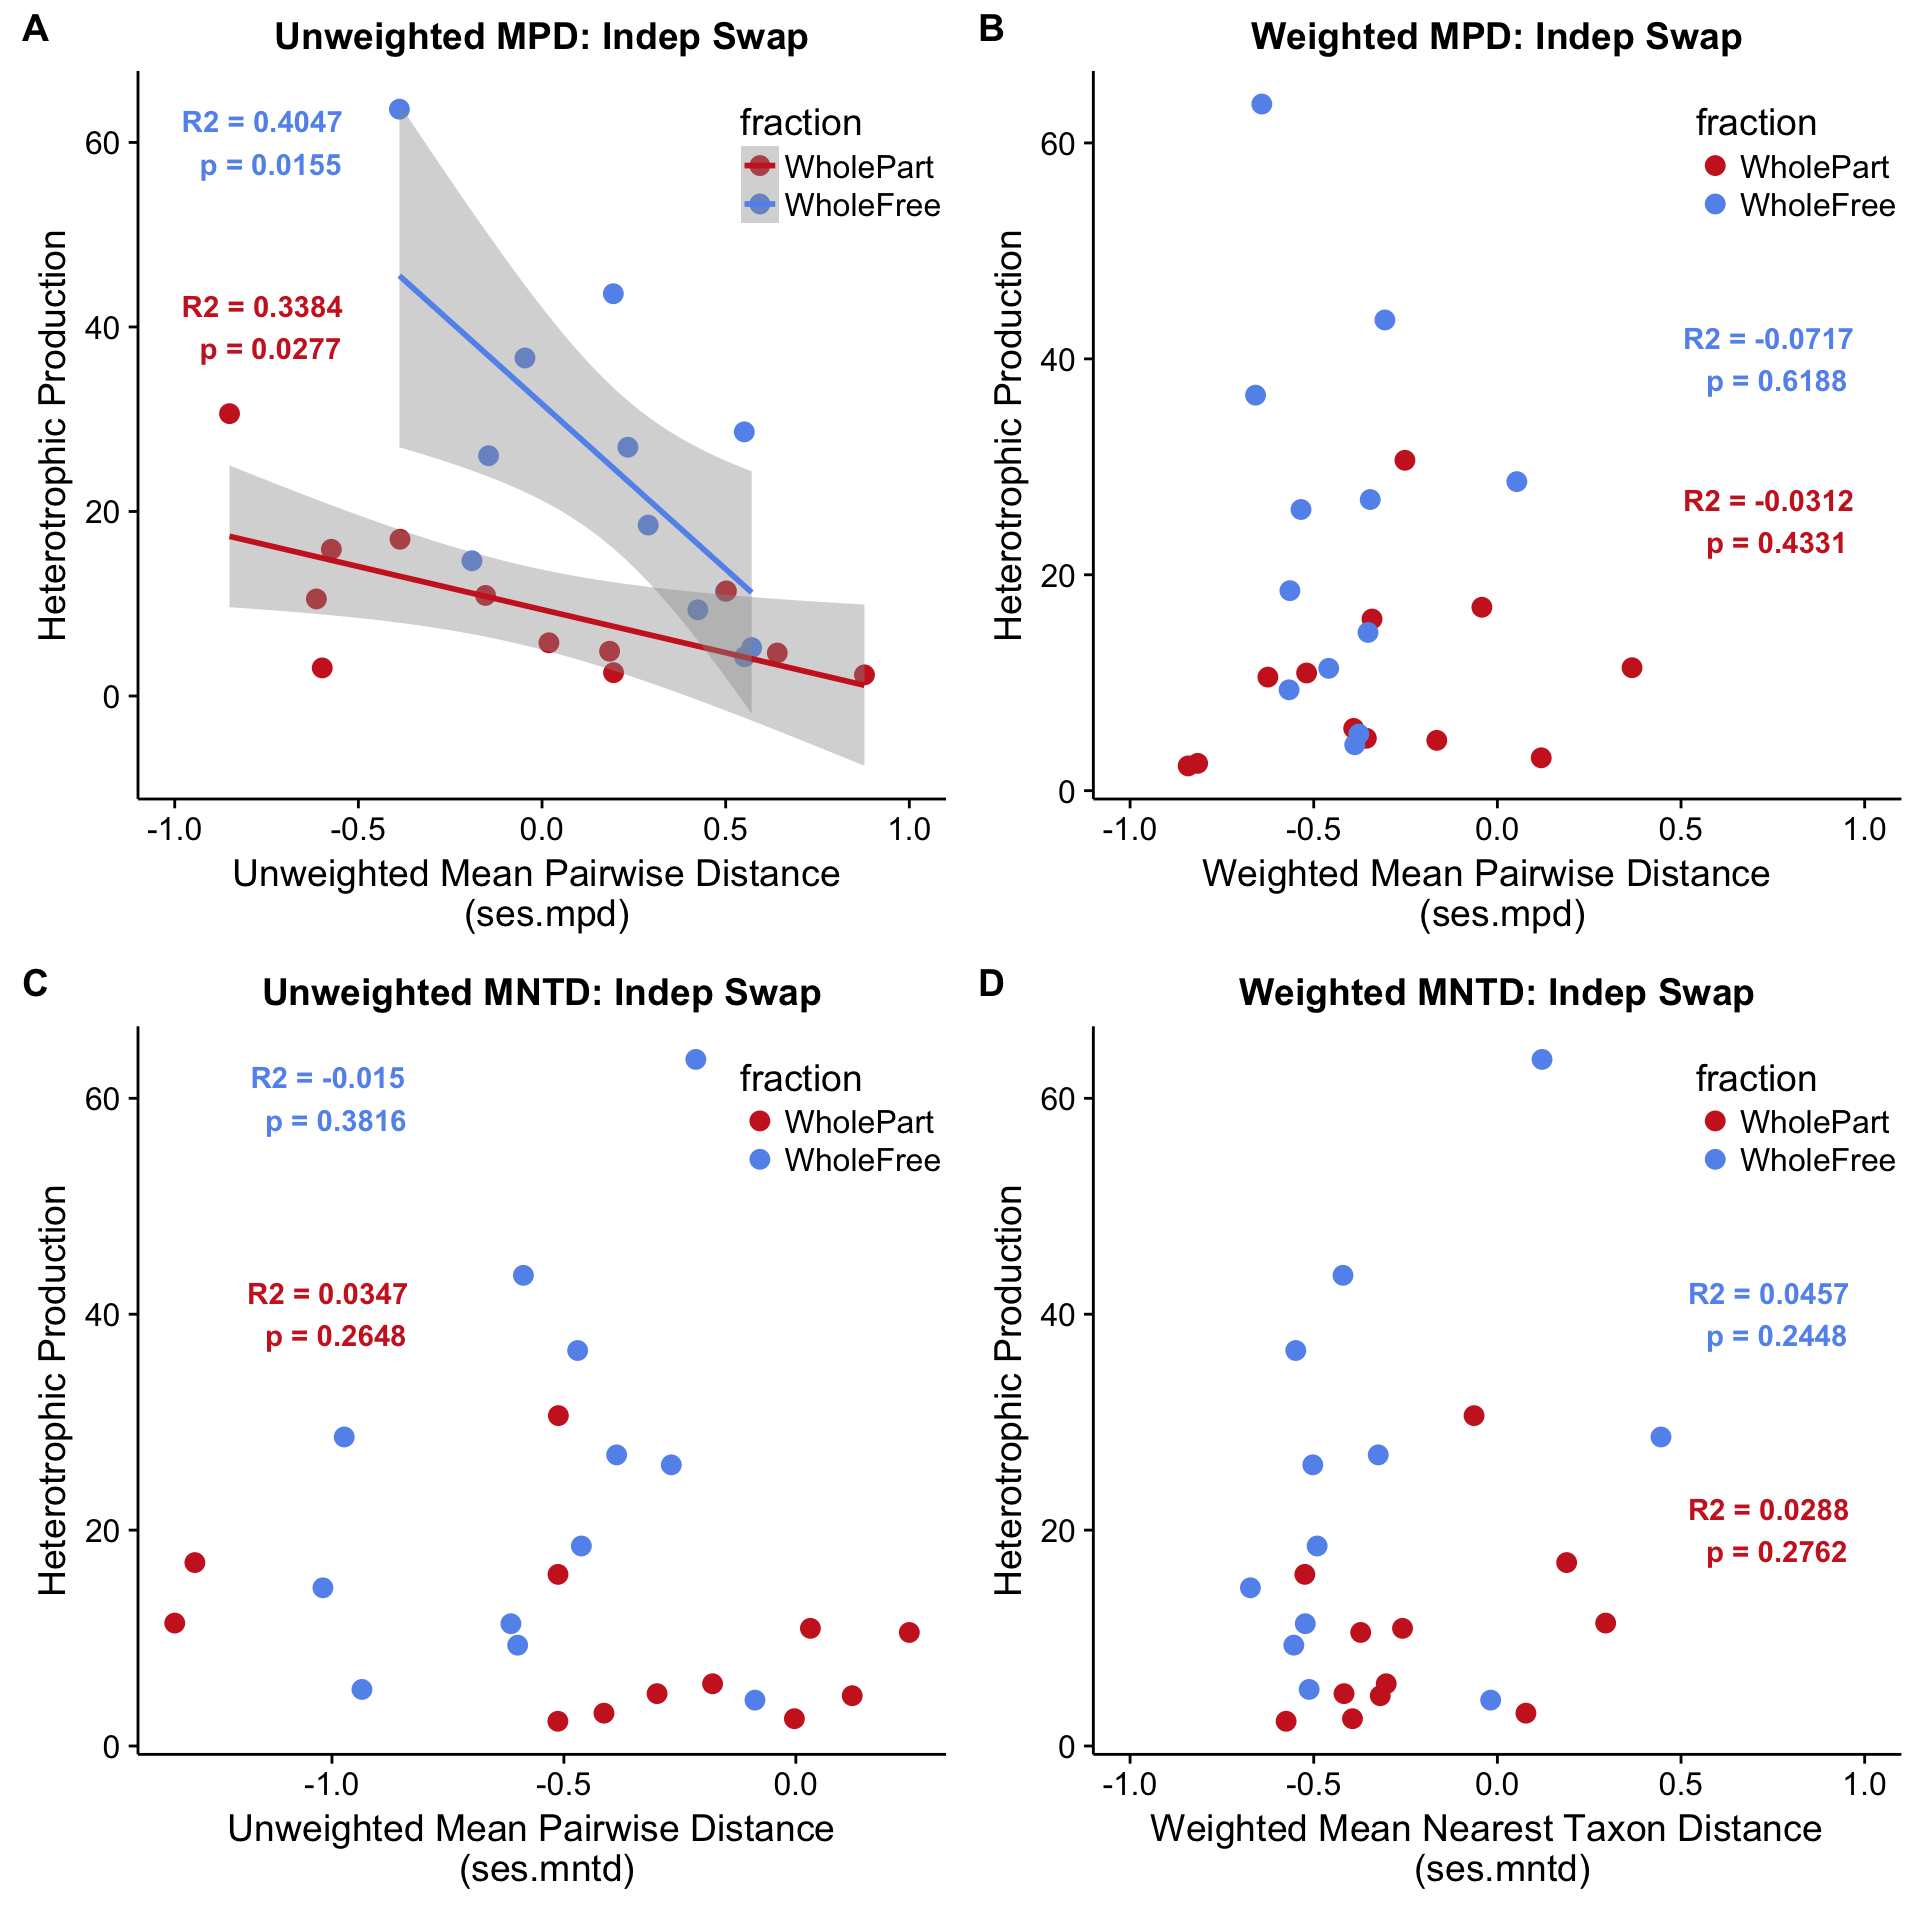 A
Unweighted MPD: Indep Swap
R2 = 0.4047
p = 0.0155
R2 = 0.3384
p = 0.0277
fraction
WholePart
WholeFree
Heterotrophic Production
60
40
20
0
-1.0 -0.5 0.0 0.5 1.0
Unweighted Mean Pairwise Distance
(ses.mpd)
B
Weighted MPD: Indep Swap
fraction
WholePart
WholeFree
R2 = -0.0717
p = 0.6188
R2 = -0.0312
p = 0.4331
Heterotrophic Production
60
40
20
0
-1.0 -0.5 0.0 0.5 1.0
Weighted Mean Pairwise Distance
(ses.mpd)
C
Unweighted MNTD: Indep Swap
R2 = -0.015
p = 0.3816
R2 = 0.0347
p = 0.2648
fraction
WholePart
WholeFree
Heterotrophic Production
60
40
20
0
-1.0 -0.5 0.0
Unweighted Mean Pairwise Distance
(ses.mntd)
D
Weighted MNTD: Indep Swap
fraction
WholePart
WholeFree
R2 = 0.0457
p = 0.2448
R2 = 0.0288
p = 0.2762
Heterotrophic Production
60
40
20
0
-1.0 -0.5 0.0 0.5 1.0
Weighted Mean Nearest Taxon Distance
(ses.mntd)